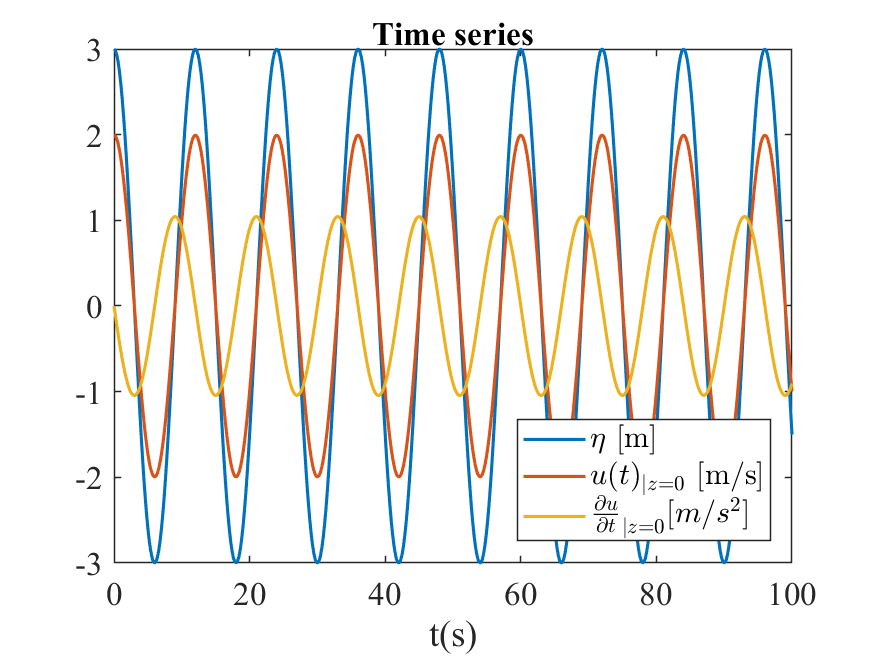 Time series
3
2
1
0
-1
-2
-3
0 20 40 60 80 100
t(s)
η [m]
u(t)|z=0 [m/s]
∂u/∂t|z=0[m/s²]